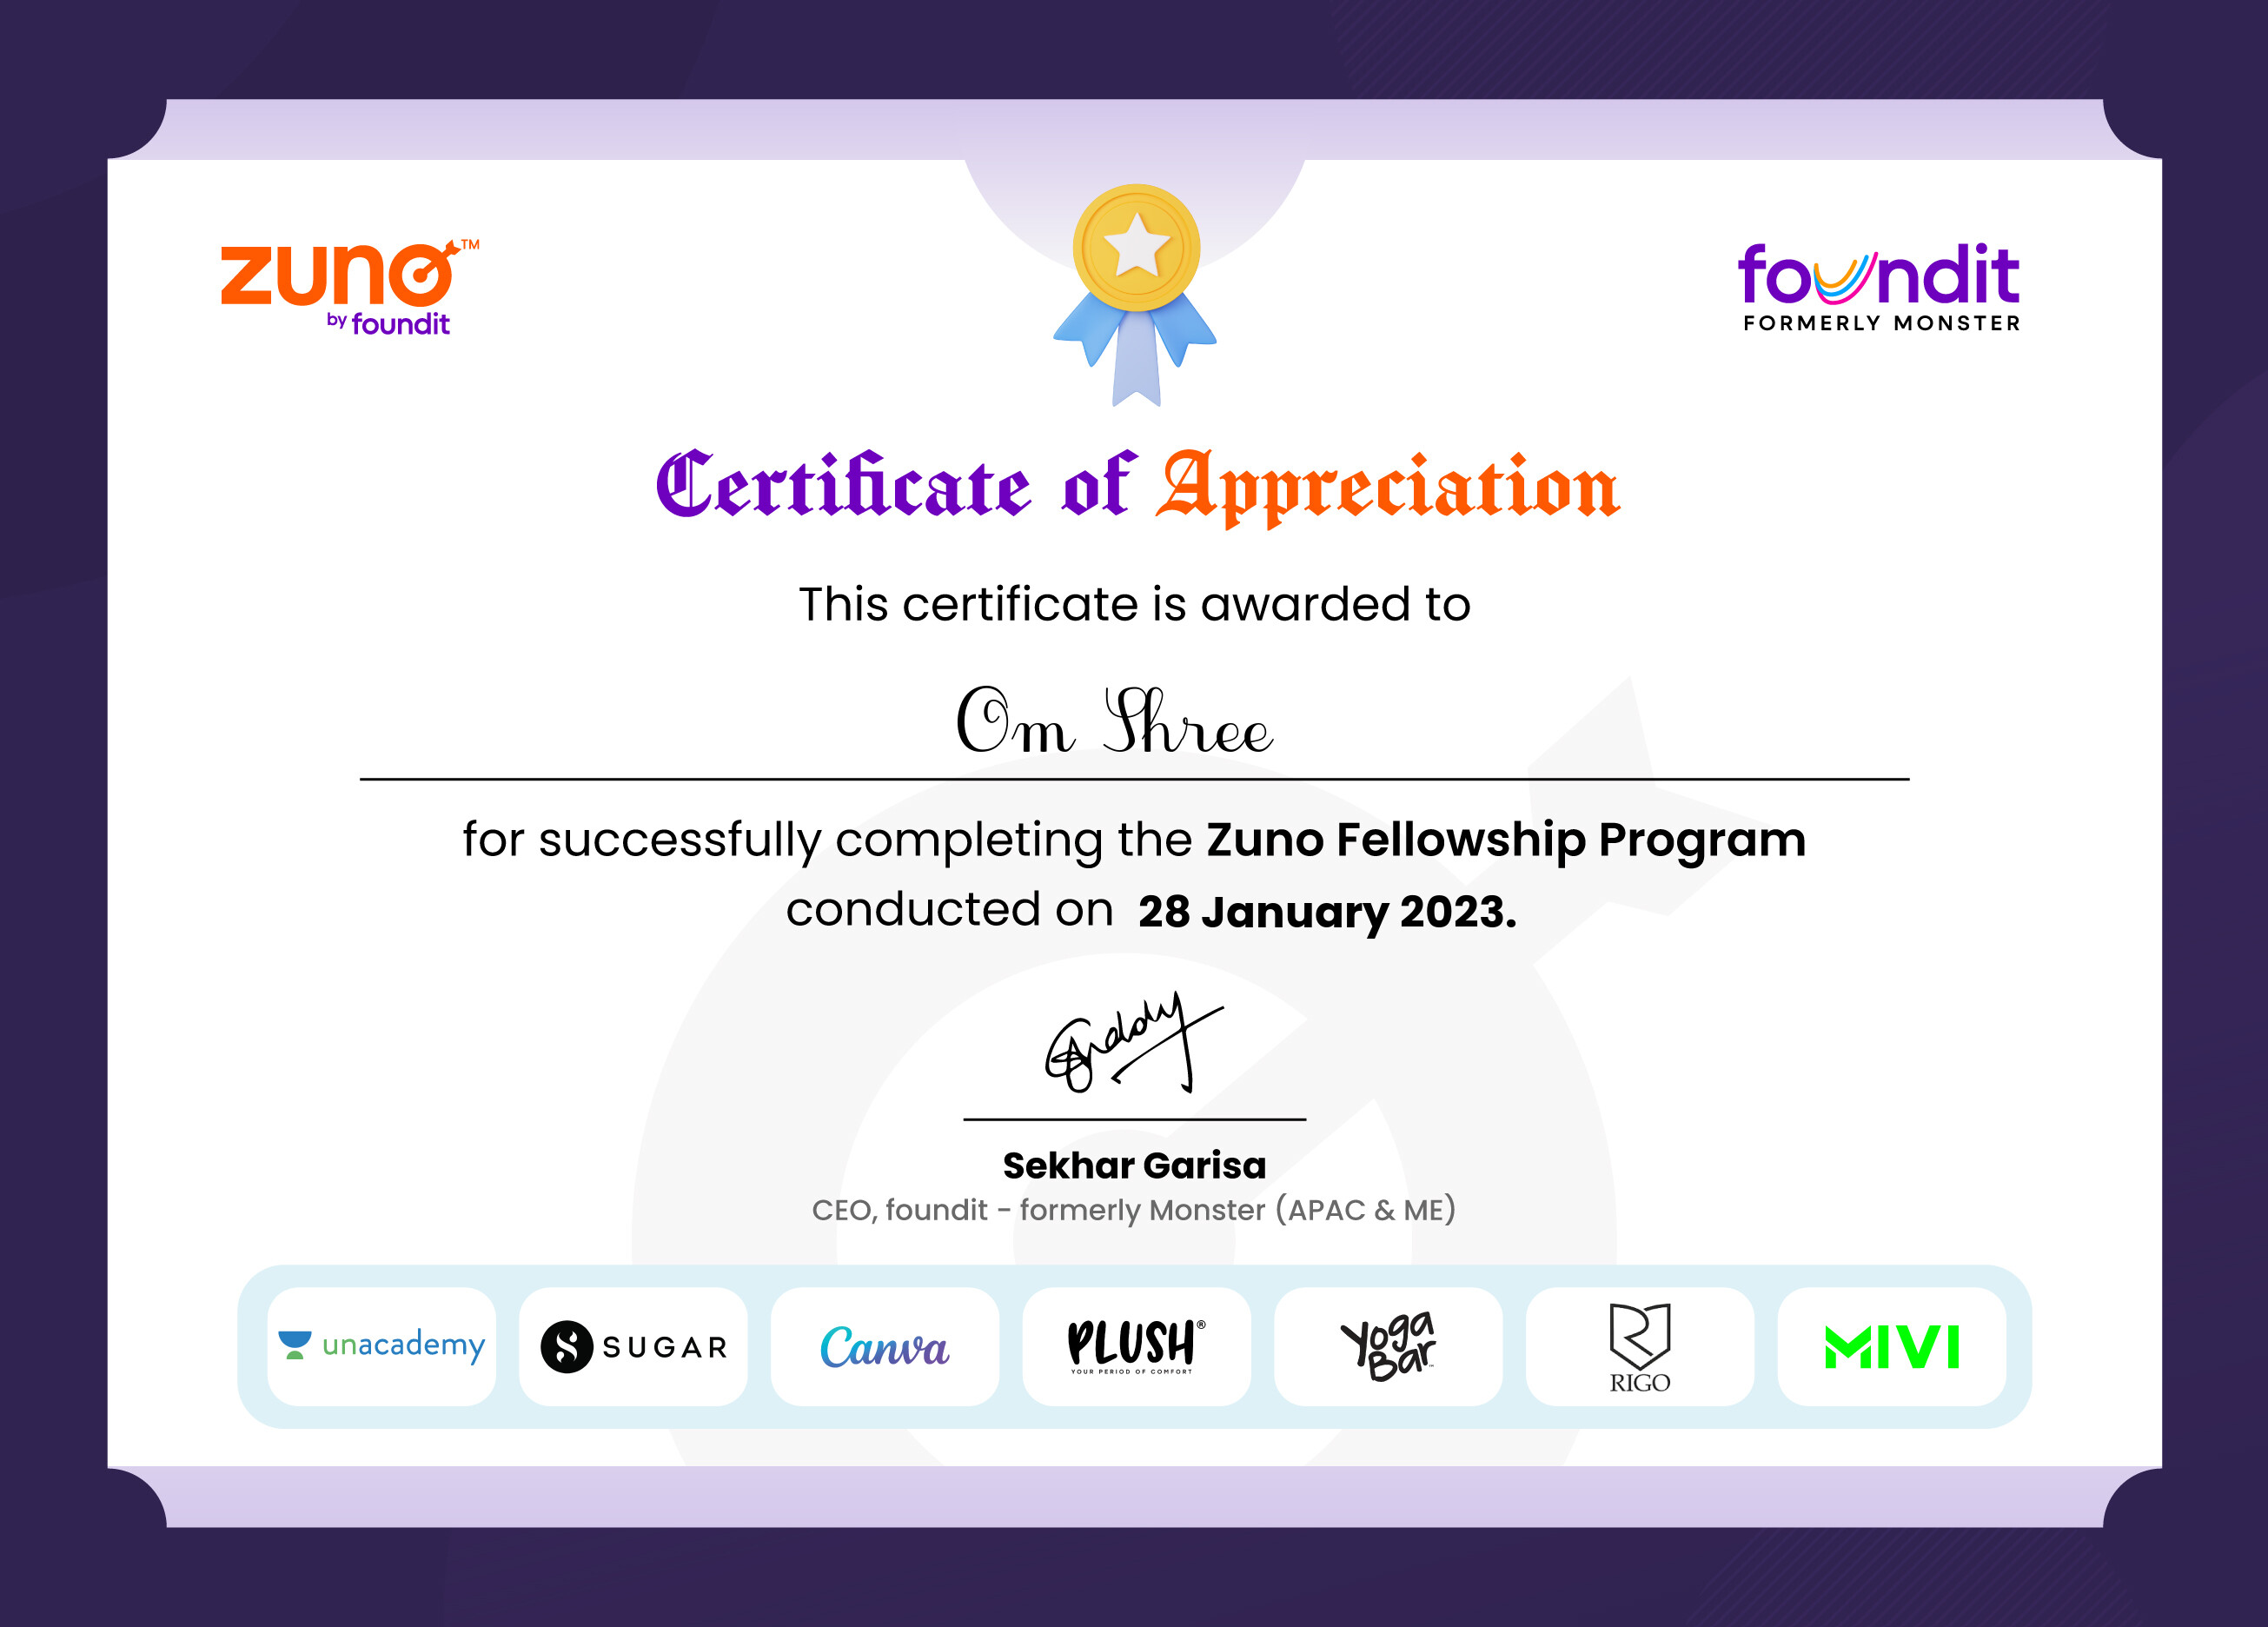 zuno™
by foundit
foundit
FORMERLY MONSTER
Certificate of Appreciation
This certificate is awarded to
Om Shree
for successfully completing the Zuno Fellowship Program
conducted on 28 January 2023.
Sekhar Garisa
CEO, foundit - formerly Monster (APAC & ME)
unacademy
SUGAR
Canva
PLUSH®
YOUR PERIOD OF COMFORT
Yoga
Bar
RIGO
MIVI